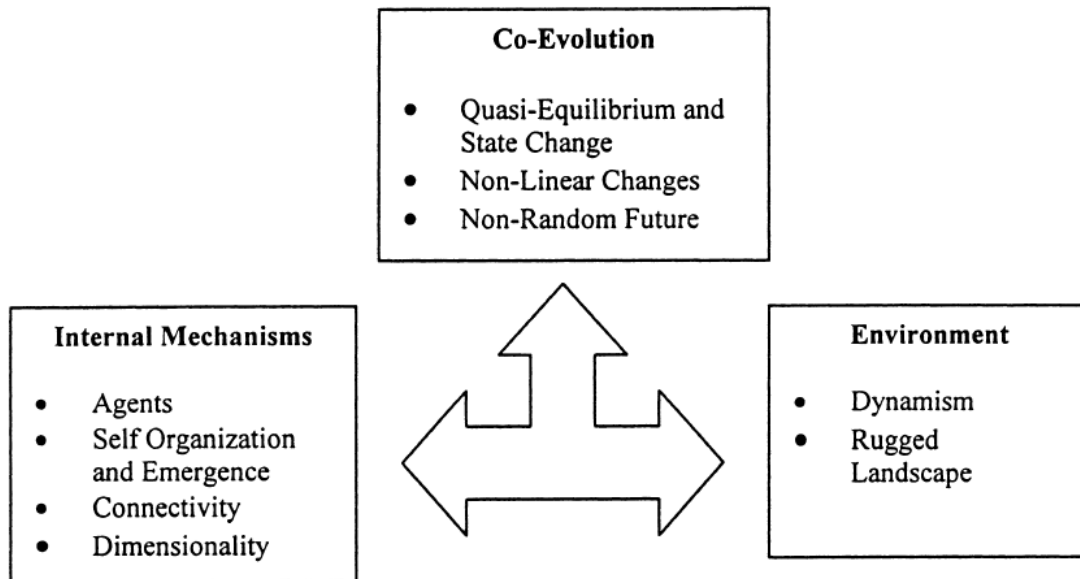 Co-Evolution
• Quasi-Equilibrium and
State Change
• Non-Linear Changes
• Non-Random Future
Internal Mechanisms
• Agents
• Self Organization
and Emergence
• Connectivity
• Dimensionality
Environment
• Dynamism
• Rugged
Landscape